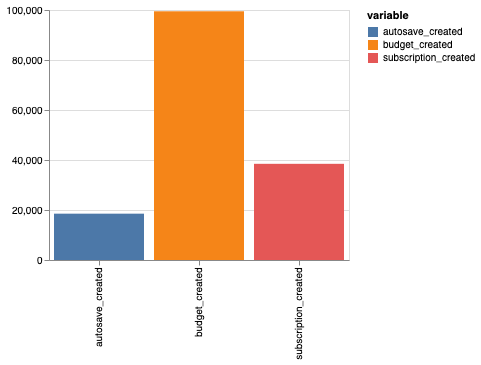 100,000
80,000
60,000
40,000
20,000
0
autosave_created
budget_created
subscription_created
variable
autosave_created
budget_created
subscription_created